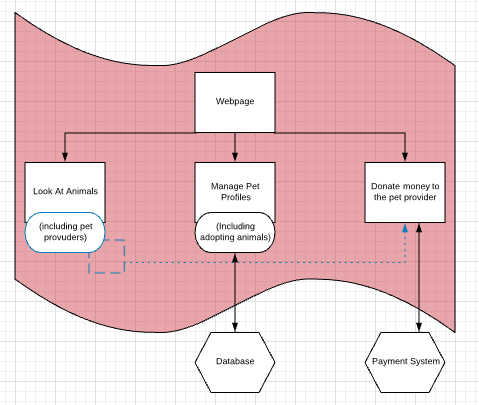 Webpage
Look At Animals
(including pet
provuders)
Manage Pet
Profiles
(Including
adopting animals)
Donate money to
the pet provider
Database
Payment System